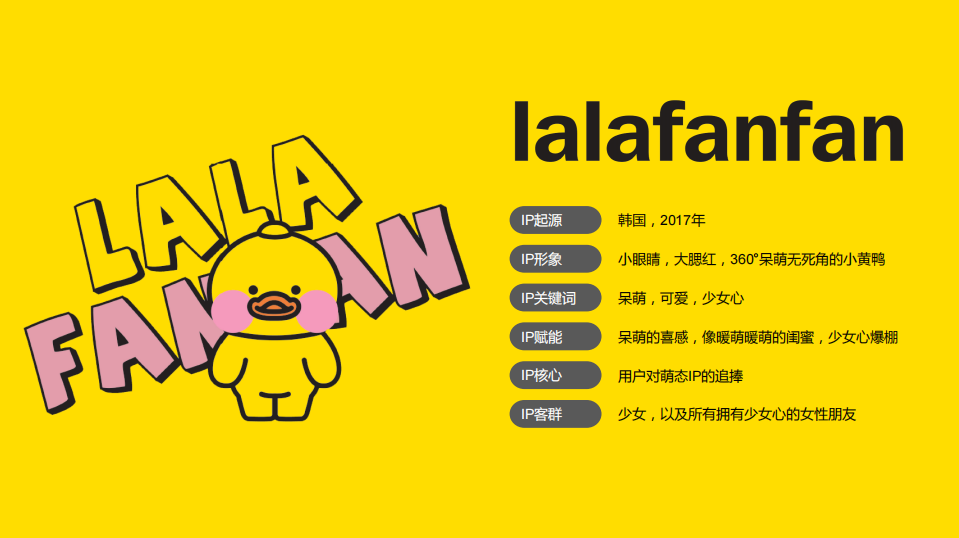 LALA
FANFAN
lalafanfan
IP起源 韩国，2017年
IP形象 小眼睛，大腮红，360°呆萌无死角的小黄鸭
IP关键词 呆萌，可爱，少女心
IP赋能 呆萌的喜感，像暖萌暖萌的闺蜜，少女心爆棚
IP核心 用户对萌态IP的追捧
IP客群 少女，以及所有拥有少女心的女性朋友